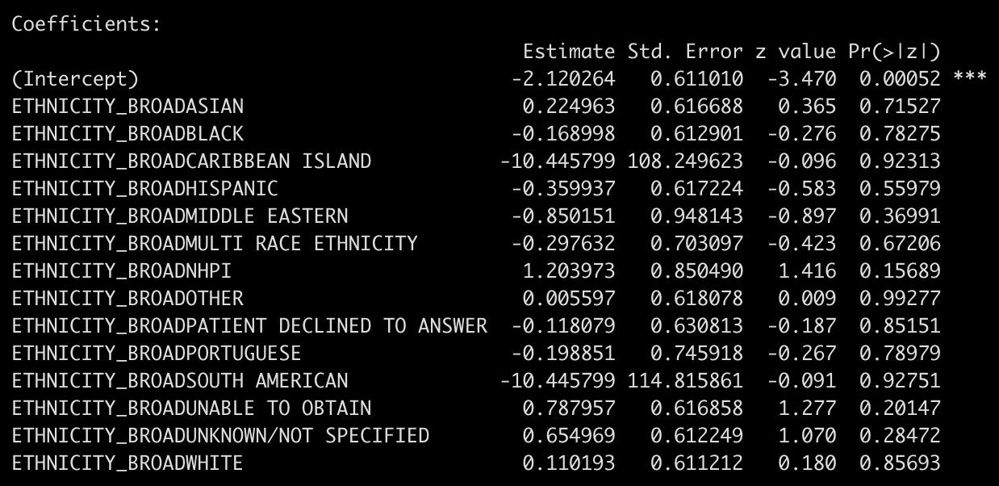 Coefficients:
Estimate Std. Error z value Pr(>|z|)
(Intercept) -2.120264 0.611010 -3.470 0.00052 ***
ETHNICITY_BROADASIAN 0.224963 0.616688 0.365 0.71527
ETHNICITY_BROADBLACK -0.168998 0.612901 -0.276 0.78275
ETHNICITY_BROADCARIBBEAN ISLAND -10.445799 108.249623 -0.096 0.92313
ETHNICITY_BROADHISPANIC -0.359937 0.617224 -0.583 0.55979
ETHNICITY_BROADMIDDLE EASTERN -0.850151 0.948143 -0.897 0.36991
ETHNICITY_BROADMULTI RACE ETHNICITY -0.297632 0.703097 -0.423 0.67206
ETHNICITY_BROADNHPI 1.203973 0.850490 1.416 0.15689
ETHNICITY_BROADOTHER 0.005597 0.618078 0.009 0.99277
ETHNICITY_BROADPATIENT DECLINED TO ANSWER -0.118079 0.630813 -0.187 0.85151
ETHNICITY_BROADPORTUGUESE -0.198851 0.745918 -0.267 0.78979
ETHNICITY_BROADSOUTH AMERICAN -10.445799 114.815861 -0.091 0.92751
ETHNICITY_BROADUNABLE TO OBTAIN 0.787957 0.616858 1.277 0.20147
ETHNICITY_BROADUNKNOWN/NOT SPECIFIED 0.654969 0.612249 1.070 0.28472
ETHNICITY_BROADWHITE 0.110193 0.611212 0.180 0.85693